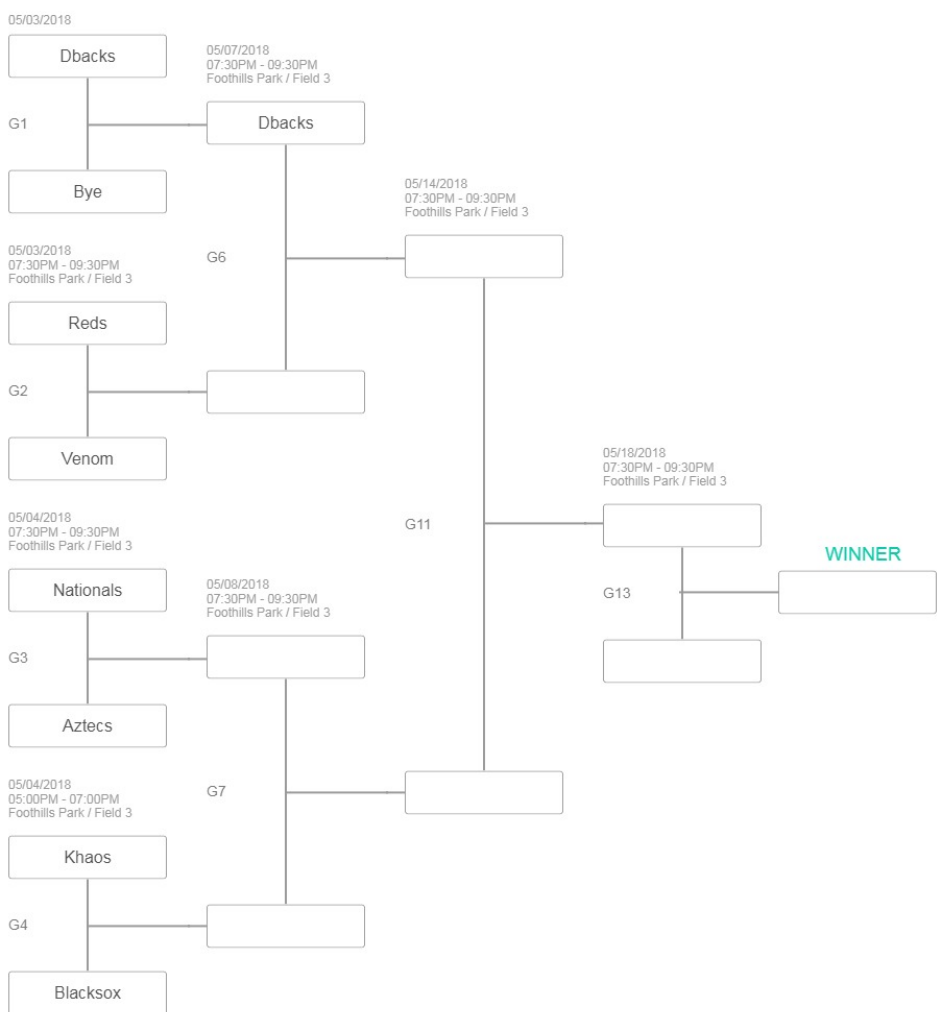 05/03/2018
Dbacks
G1
Bye
05/03/2018
07:30PM - 09:30PM
Foothills Park / Field 3
Reds
G2
Venom
05/04/2018
07:30PM - 09:30PM
Foothills Park / Field 3
Nationals
G3
Aztecs
05/04/2018
05:00PM - 07:00PM
Foothills Park / Field 3
Khaos
G4
Blacksox
05/07/2018
07:30PM - 09:30PM
Foothills Park / Field 3
Dbacks
G6
05/08/2018
07:30PM - 09:30PM
Foothills Park / Field 3
G7
05/14/2018
07:30PM - 09:30PM
Foothills Park / Field 3
G11
05/18/2018
07:30PM - 09:30PM
Foothills Park / Field 3
G13
WINNER